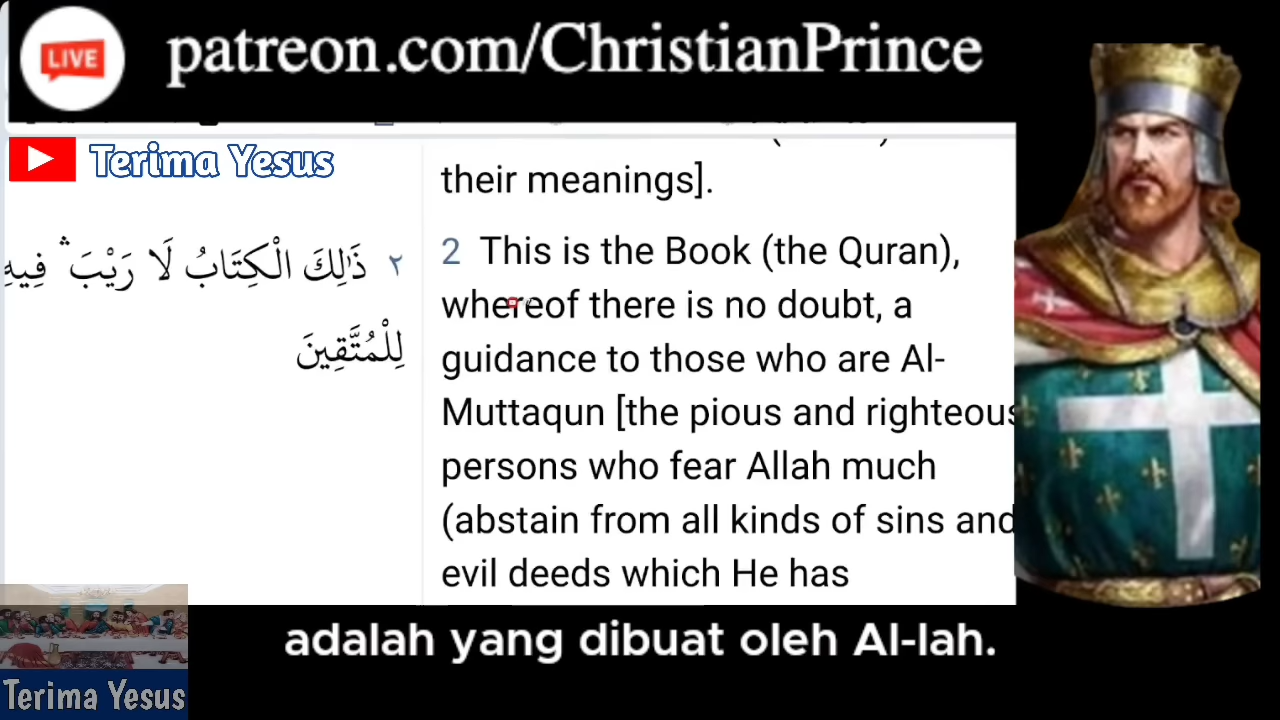 LIVE
patreon.com/ChristianPrince
Terima Yesus
their meanings].
٢ ذَٰلِكَ الْكِتَابُ لَا رَيْبَ ۛ فِيهِ
لِلْمُتَّقِينَ
2 This is the Book (the Quran),
whereof there is no doubt, a
guidance to those who are Al-
Muttaqun [the pious and righteous
persons who fear Allah much
(abstain from all kinds of sins and
evil deeds which He has
adalah yang dibuat oleh Al-lah.
Terima Yesus